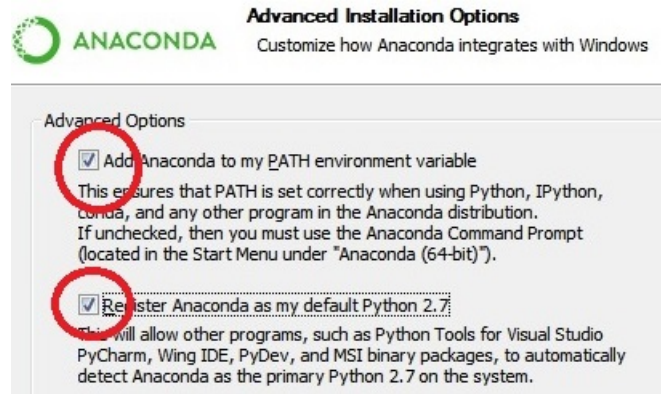 Advanced Installation Options
ANACONDA
Customize how Anaconda integrates with Windows
Advanced Options
Add Anaconda to my PATH environment variable
This ensures that PATH is set correctly when using Python, IPython,
conda, and any other program in the Anaconda distribution.
If unchecked, then you must use the Anaconda Command Prompt
(located in the Start Menu under "Anaconda (64-bit)").
Register Anaconda as my default Python 2.7
This will allow other programs, such as Python Tools for Visual Studio
PyCharm, Wing IDE, PyDev, and MSI binary packages, to automatically
detect Anaconda as the primary Python 2.7 on the system.